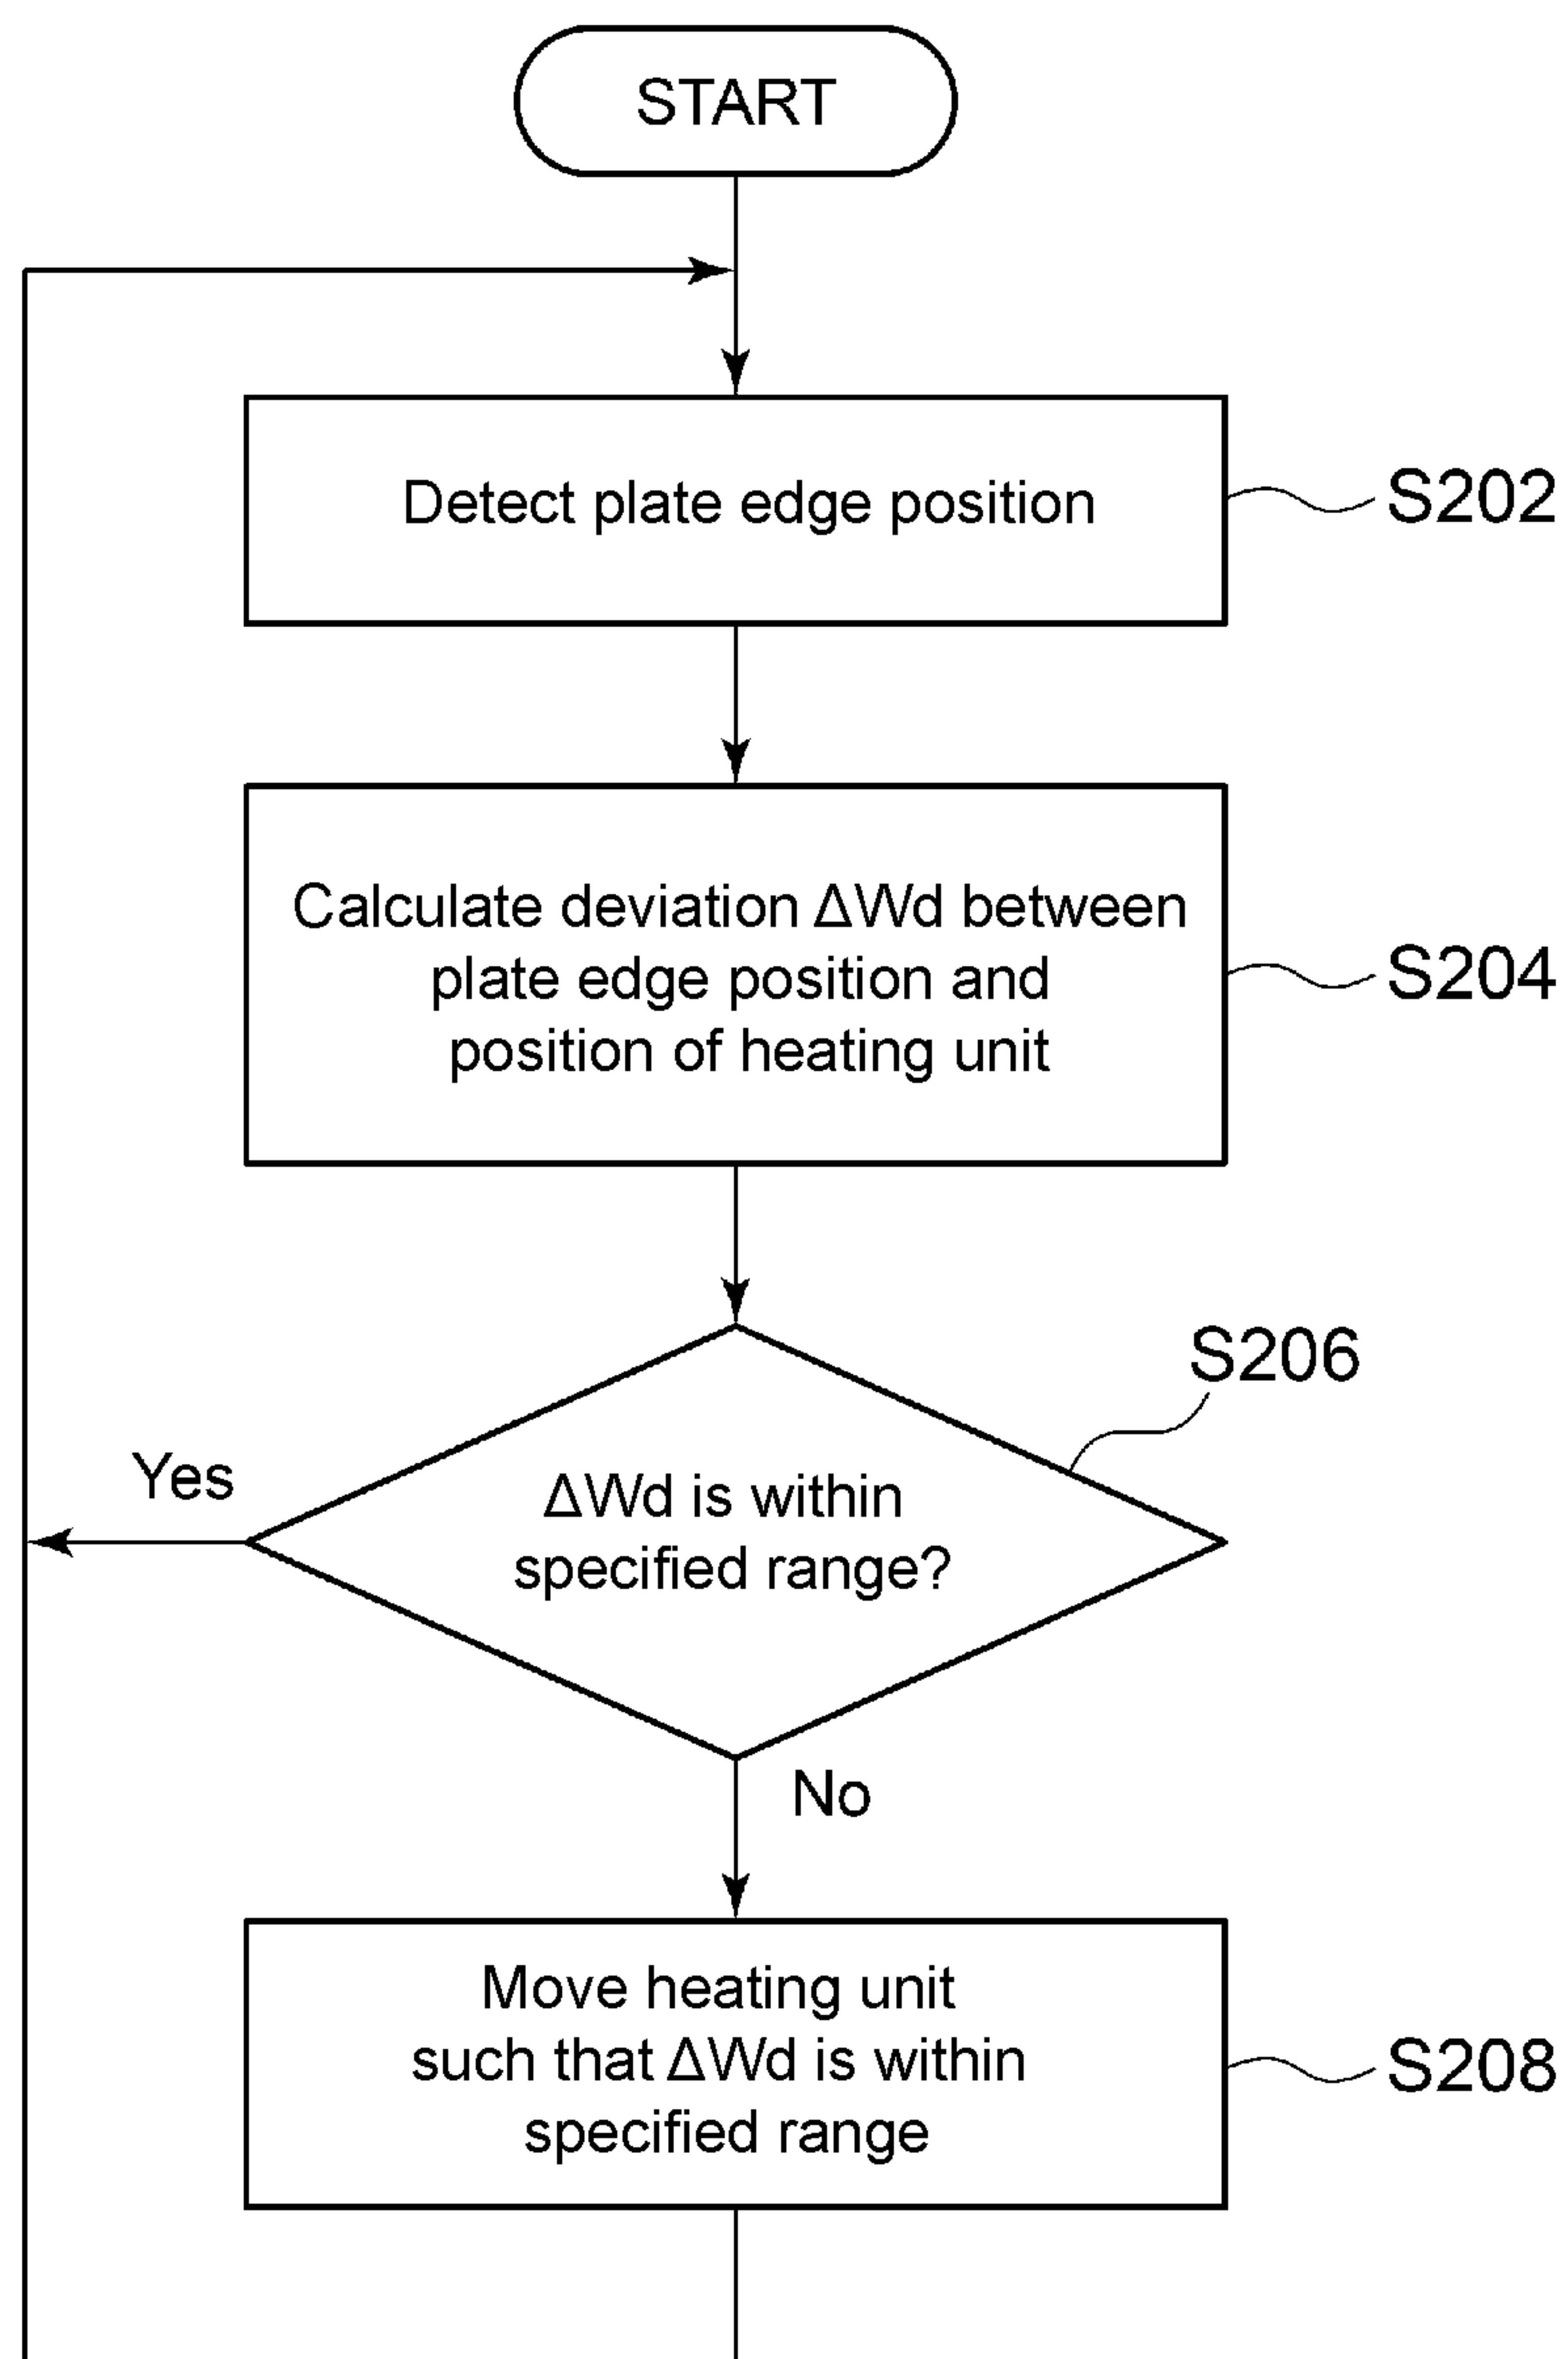 START
Detect plate edge position
S202
Calculate deviation ΔWd between
plate edge position and
position of heating unit
S204
S206
Yes
ΔWd is within
specified range?
No
Move heating unit
such that ΔWd is within
specified range
S208